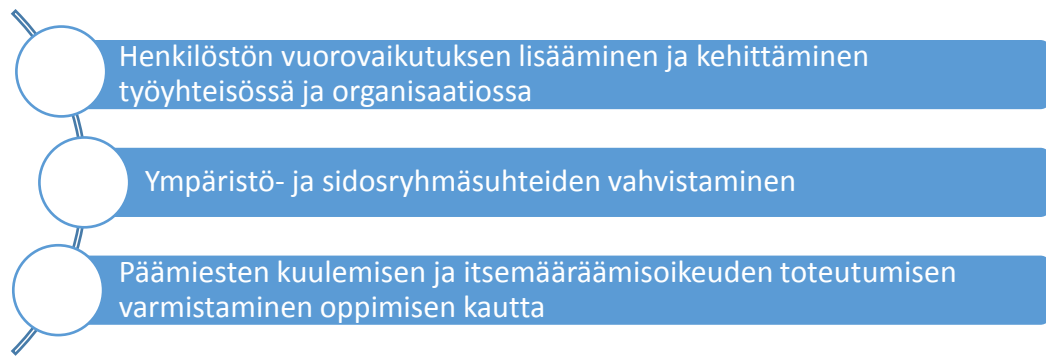 Henkilöstön vuorovaikutuksen lisääminen ja kehittäminen
työyhteisössä ja organisaatiossa
Ympäristö- ja sidosryhmäsuhteiden vahvistaminen
Päämiesten kuulemisen ja itsemääräämisoikeuden toteutumisen
varmistaminen oppimisen kautta